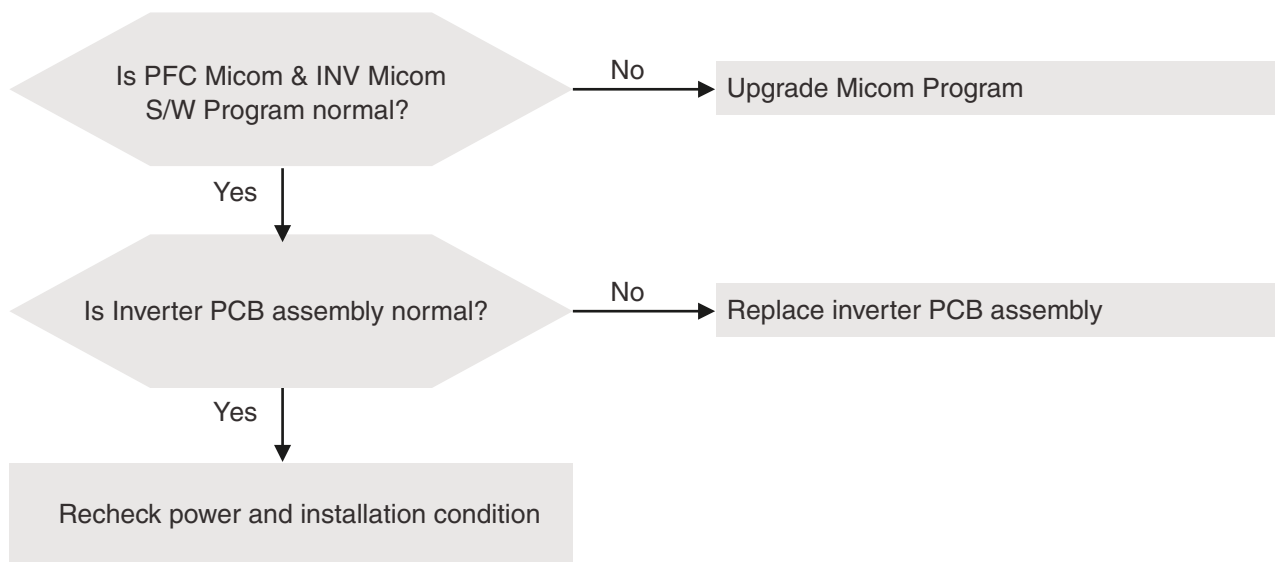 Is PFC Micom & INV Micom
S/W Program normal?
No
Upgrade Micom Program
Yes
Is Inverter PCB assembly normal?
No
Replace inverter PCB assembly
Yes
Recheck power and installation condition